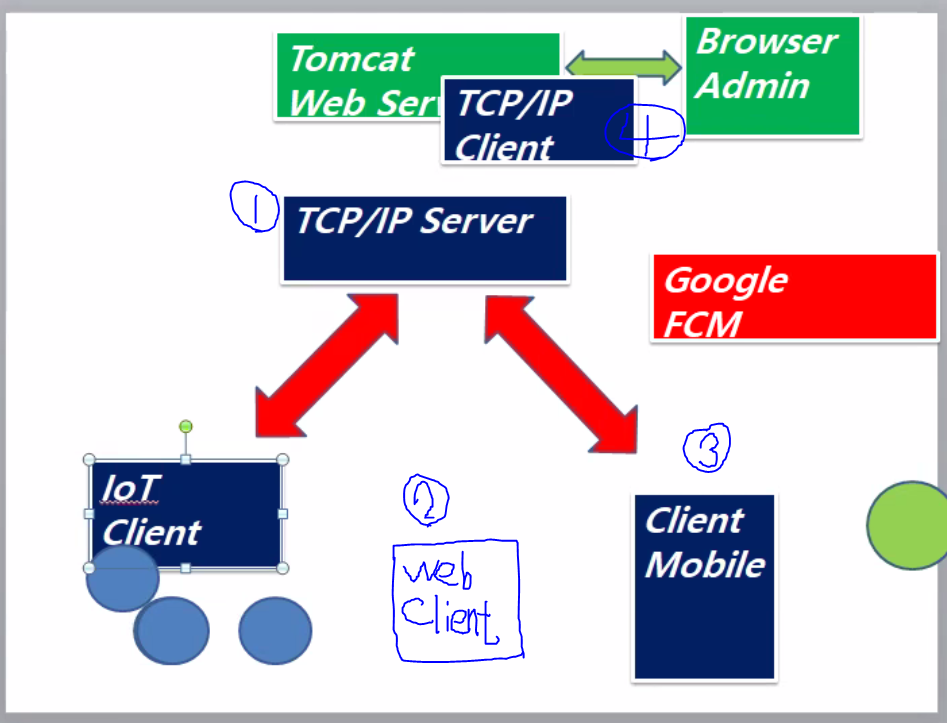 Tomcat
Web Serv
Browser
Admin
TCP/IP
Client
4
1
TCP/IP Server
Google
FCM
3
IoT
Client
2
Client
Mobile
web
Client